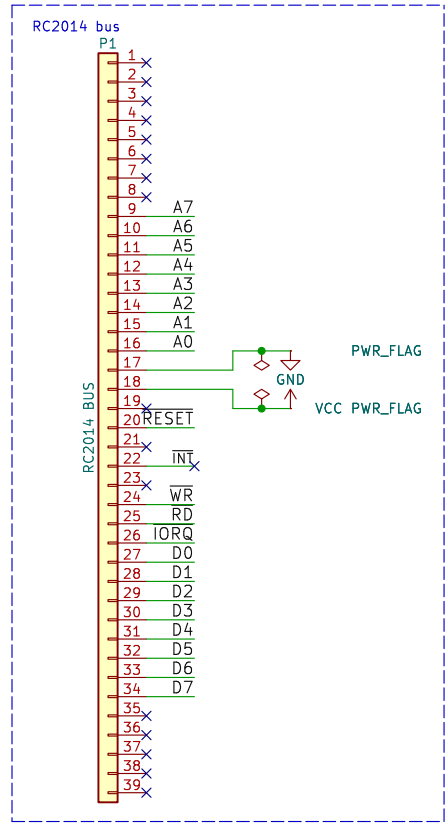 RC2014 bus
P1
1
2
3
4
5
6
7
8
9 A7
10 A6
11 A5
12 A4
13 A3
14 A2
15 A1
16 A0
17
PWR_FLAG
GND
18
19
VCC PWR_FLAG
RC2014 BUS
20 RESET
21
22 INT
23
24 WR
25 RD
26 IORQ
27 D0
28 D1
29 D2
30 D3
31 D4
32 D5
33 D6
34 D7
35
36
37
38
39